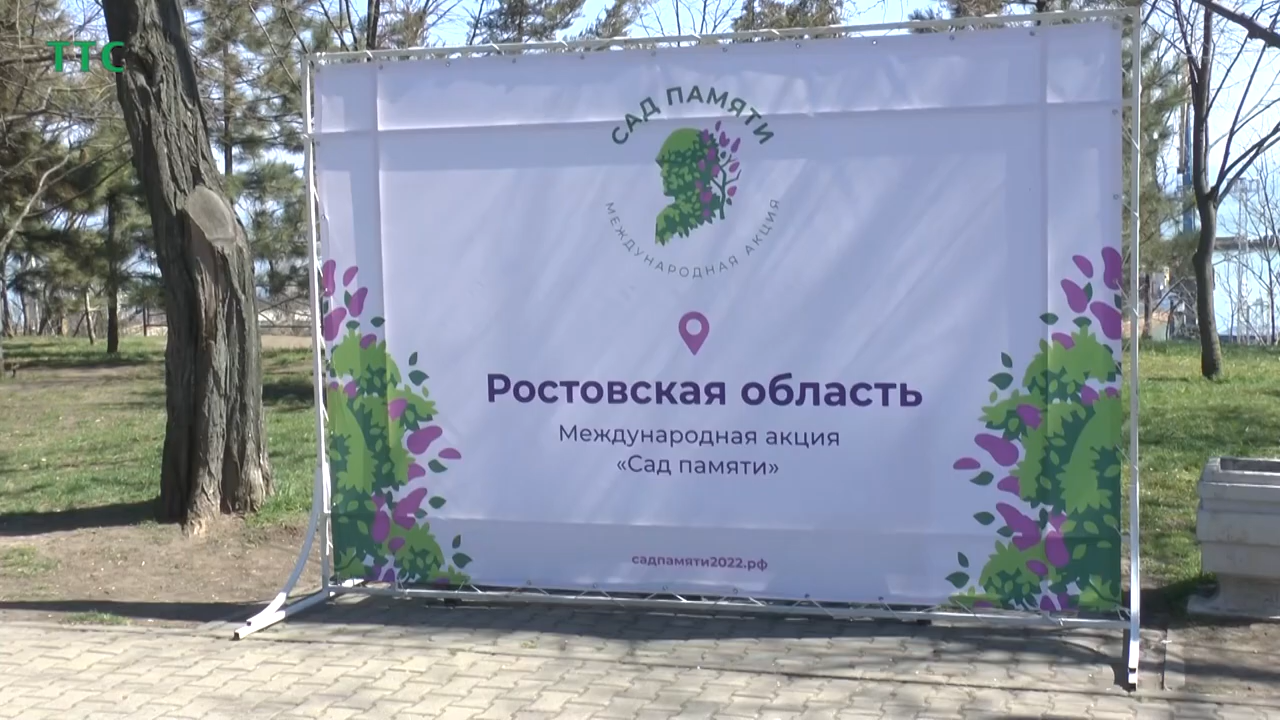 ТТС
САД ПАМЯТИ
МЕЖДУНАРОДНАЯ АКЦИЯ
Ростовская область
Международная акция
«Сад памяти»
садпамяти2022.рф